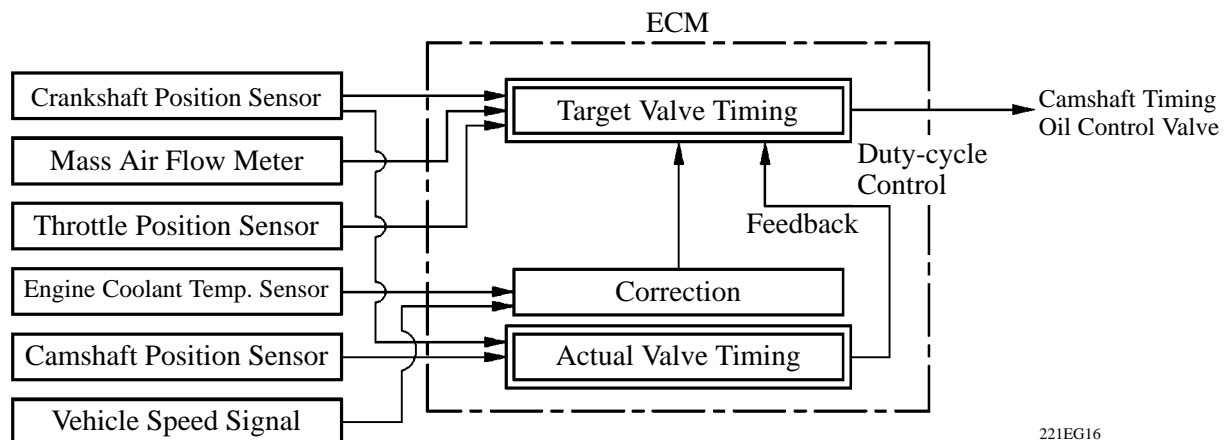 ECM
Crankshaft Position Sensor
Mass Air Flow Meter
Throttle Position Sensor
Engine Coolant Temp. Sensor
Camshaft Position Sensor
Vehicle Speed Signal
Target Valve Timing
Correction
Actual Valve Timing
Feedback
Duty-cycle
Control
Camshaft Timing
Oil Control Valve
221EG16